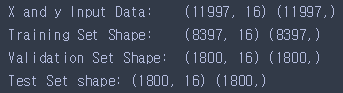 X and y Input Data:   (11997, 16) (11997,)
Training Set Shape:   (8397, 16) (8397,)
Validation Set Shape: (1800, 16) (1800,)
Test Set shape: (1800, 16) (1800,)